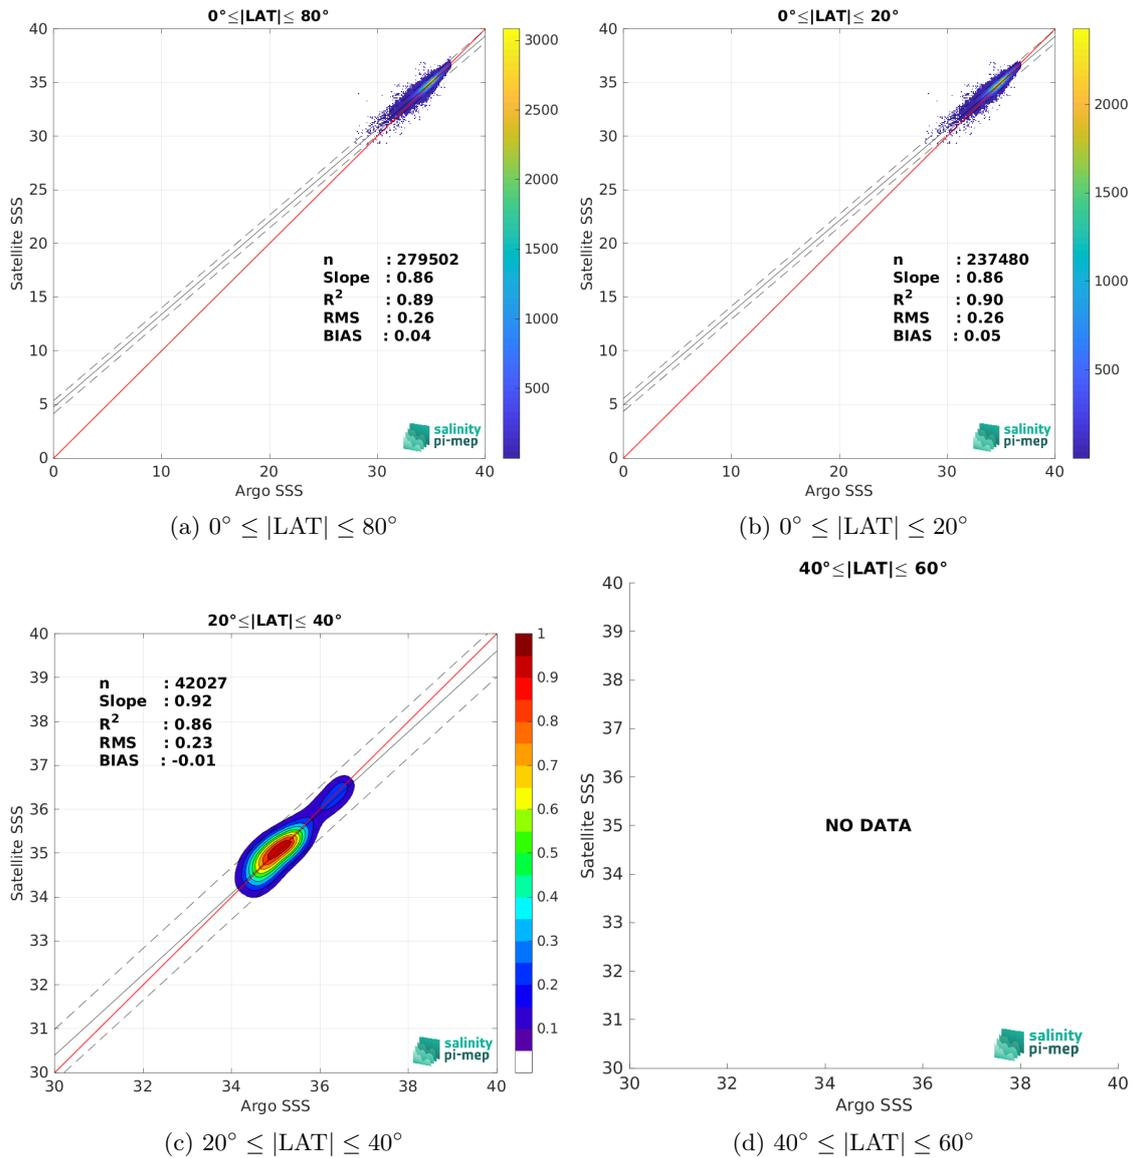 0°≤|LAT|≤ 80°
40
35
30
25
20
15
10
5
0
Satellite SSS
n : 279502
Slope : 0.86
R² : 0.89
RMS : 0.26
BIAS : 0.04
salinity
pi-mep
0 10 20 30 40
Argo SSS
3000
2500
2000
1500
1000
500
(a) 0° ≤ |LAT| ≤ 80°
0°≤|LAT|≤ 20°
40
35
30
25
20
15
10
5
0
Satellite SSS
n : 237480
Slope : 0.86
R² : 0.90
RMS : 0.26
BIAS : 0.05
salinity
pi-mep
0 10 20 30 40
Argo SSS
2000
1500
1000
500
(b) 0° ≤ |LAT| ≤ 20°
20°≤|LAT|≤ 40°
40
39
38
37
36
35
34
33
32
31
30
Satellite SSS
n : 42027
Slope : 0.92
R² : 0.86
RMS : 0.23
BIAS : -0.01
salinity
pi-mep
30 32 34 36 38 40
Argo SSS
1
0.9
0.8
0.7
0.6
0.5
0.4
0.3
0.2
0.1
(c) 20° ≤ |LAT| ≤ 40°
40°≤|LAT|≤ 60°
40
39
38
37
36
35
34
33
32
31
30
Satellite SSS
NO DATA
salinity
pi-mep
30 32 34 36 38 40
Argo SSS
(d) 40° ≤ |LAT| ≤ 60°